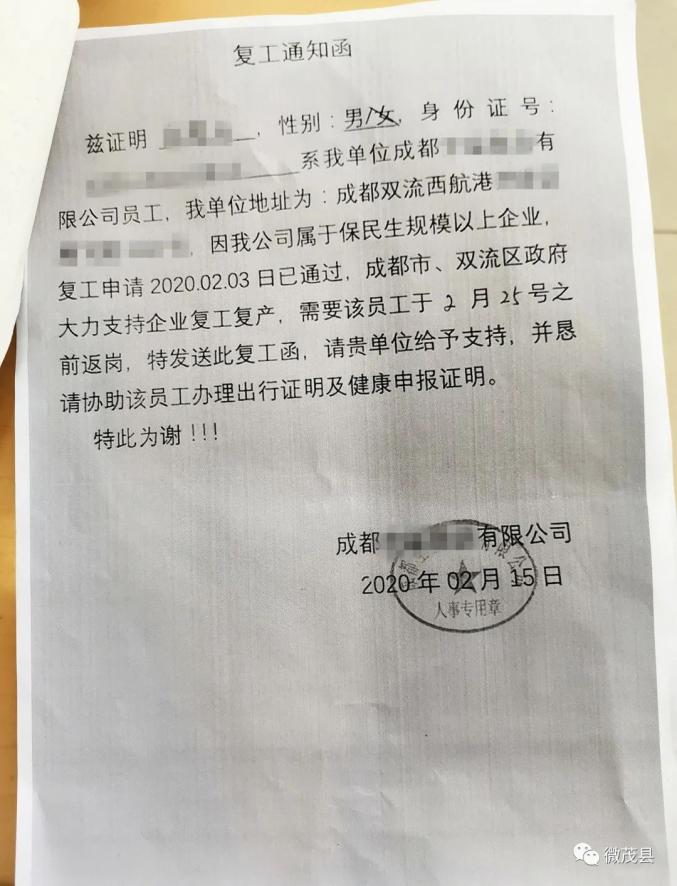 复工通知函
兹证明 ，性别：男/女，身份证号：
系我单位成都 有
限公司员工，我单位地址为：成都双流西航港
，因我公司属于保民生规模以上企业，
复工申请 2020.02.03 日已通过，成都市、双流区政府
大力支持企业复工复产，需要该员工于 2 月 25 号之
前返岗，特发送此复工函，请贵单位给予支持，并恳
请协助该员工办理出行证明及健康申报证明。
特此为谢！！！
成都 有限公司
2020 年 02 月 15 日
有限公
人事专用章
微茂县